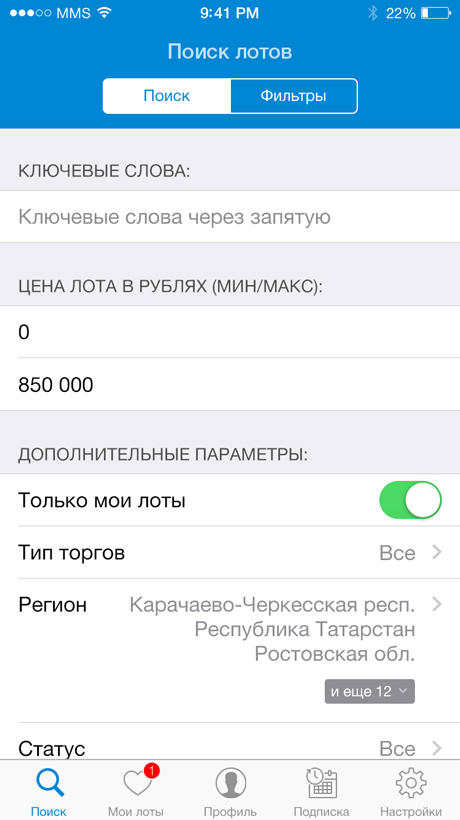 MMS 9:41 PM 22%
Поиск лотов
Поиск Фильтры
КЛЮЧЕВЫЕ СЛОВА:
Ключевые слова через запятую
ЦЕНА ЛОТА В РУБЛЯХ (МИН/МАКС):
0
850 000
ДОПОЛНИТЕЛЬНЫЕ ПАРАМЕТРЫ:
Только мои лоты
Тип торгов Все
Регион Карачаево-Черкесская респ.
Республика Татарстан
Ростовская обл.
и еще 12
Статус Все
1
Поиск Мои лоты Профиль Подписка Настройки